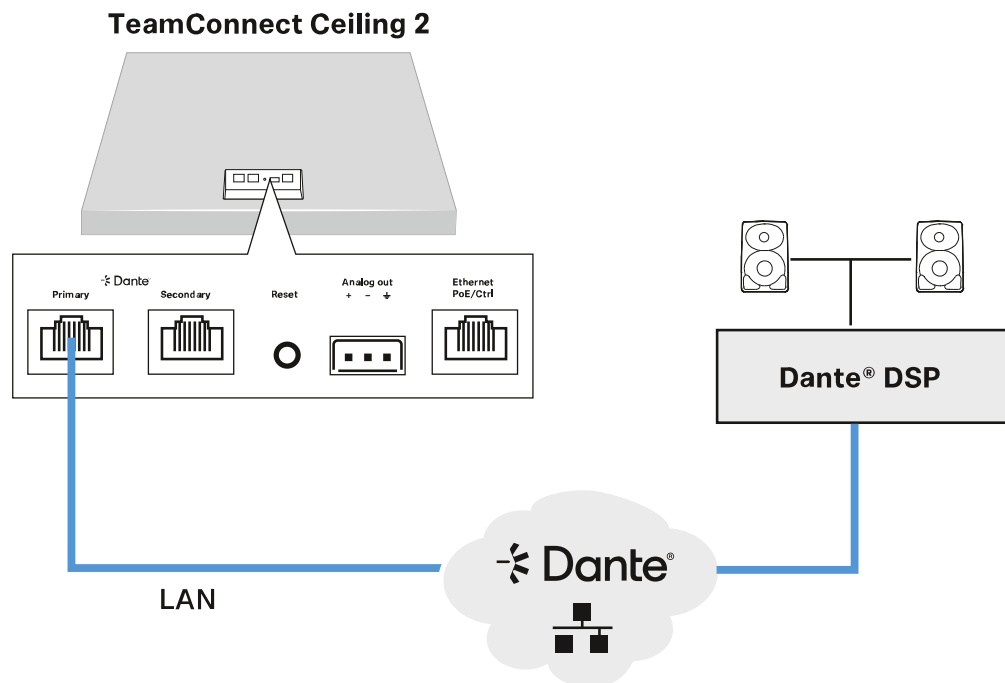 TeamConnect Ceiling 2
Dante
Primary
Secondary
Reset
Analog out
+ −
Ethernet
PoE/Ctrl
Dante® DSP
Dante®
LAN